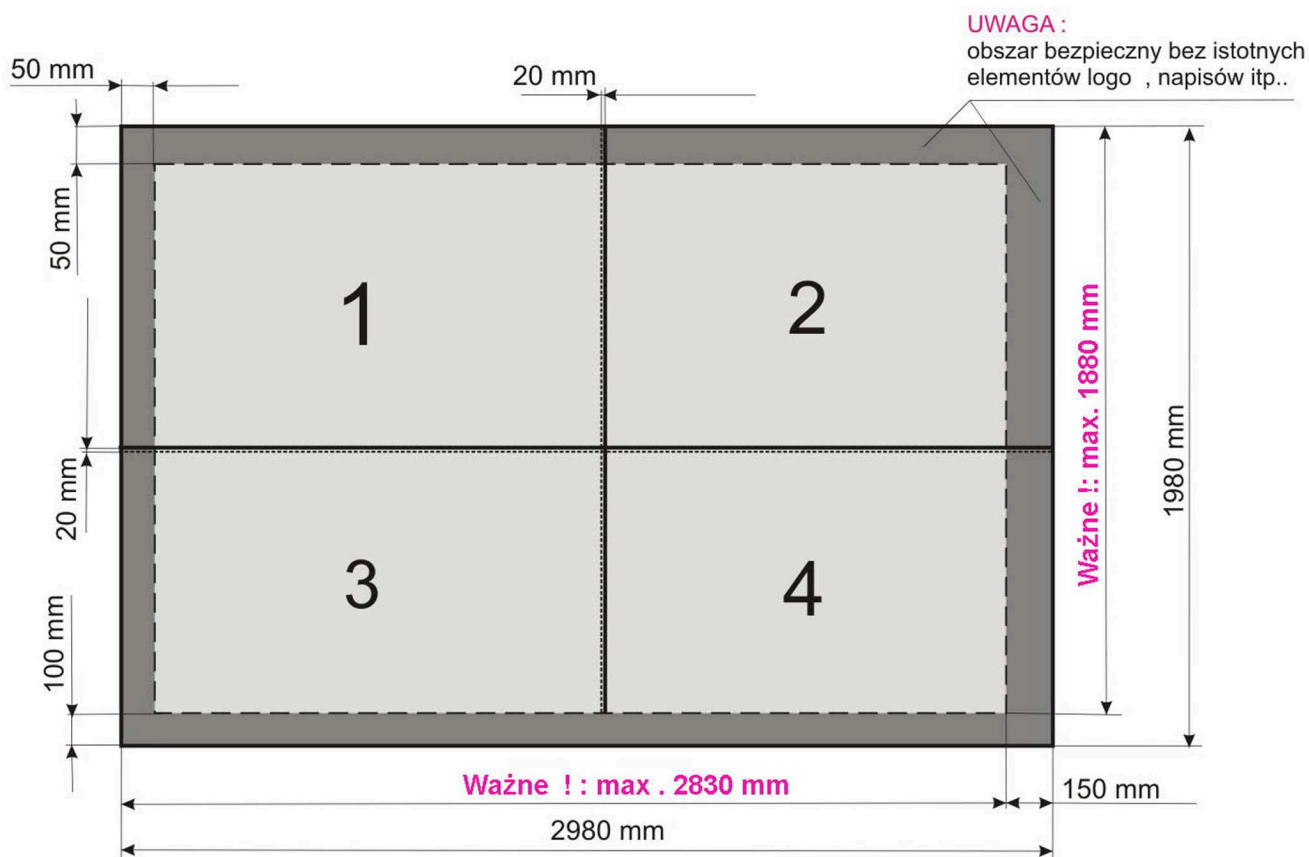 UWAGA :
obszar bezpieczny bez istotnych
elementów logo , napisów itp..
50 mm
20 mm
50 mm
1
2
Ważne !: max. 1880 mm
1980 mm
20 mm
3
4
100 mm
Ważne ! : max . 2830 mm
150 mm
2980 mm